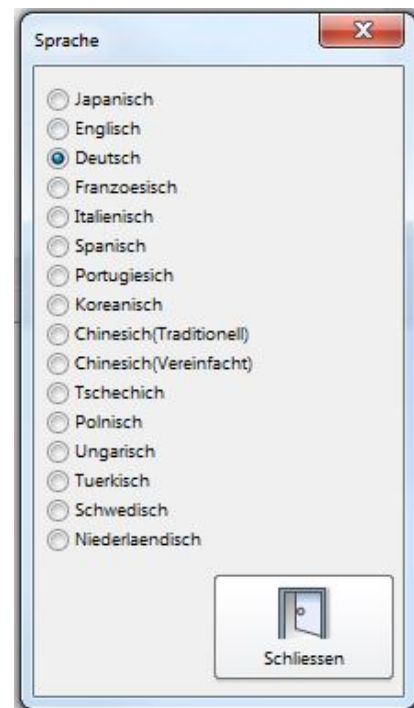 Sprache
Japanisch
Englisch
Deutsch
Franzoesisch
Italienisch
Spanisch
Portugiesich
Koreanisch
Chinesich(Traditionell)
Chinesich(Vereinfacht)
Tschechich
Polnisch
Ungarisch
Tuerkisch
Schwedisch
Niederlaendisch
Schliessen